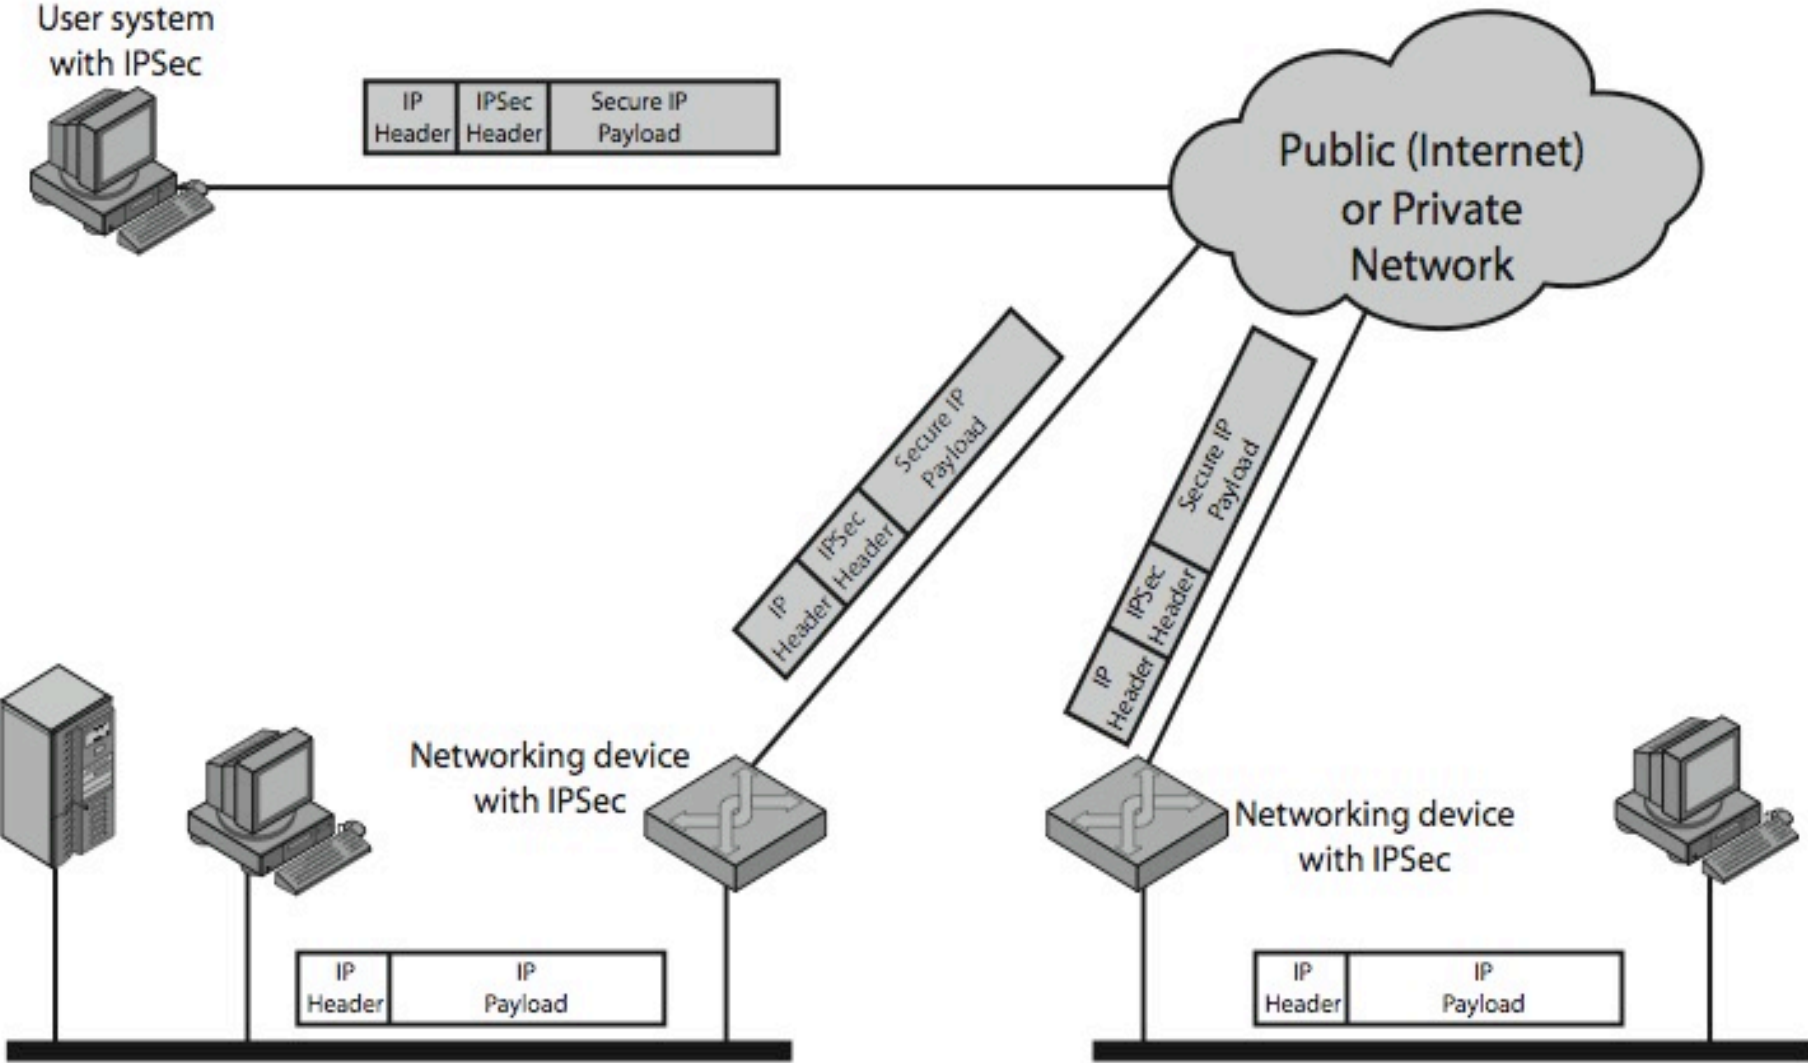 User system
with IPSec
IP
Header
IPSec
Header
Secure IP
Payload
Public (Internet)
or Private
Network
Secure IP
Payload
IPSec
Header
IP
Header
Secure IP
Payload
IPSec
Header
IP
Header
Networking device
with IPSec
Networking device
with IPSec
IP
Header
IP
Payload
IP
Header
IP
Payload